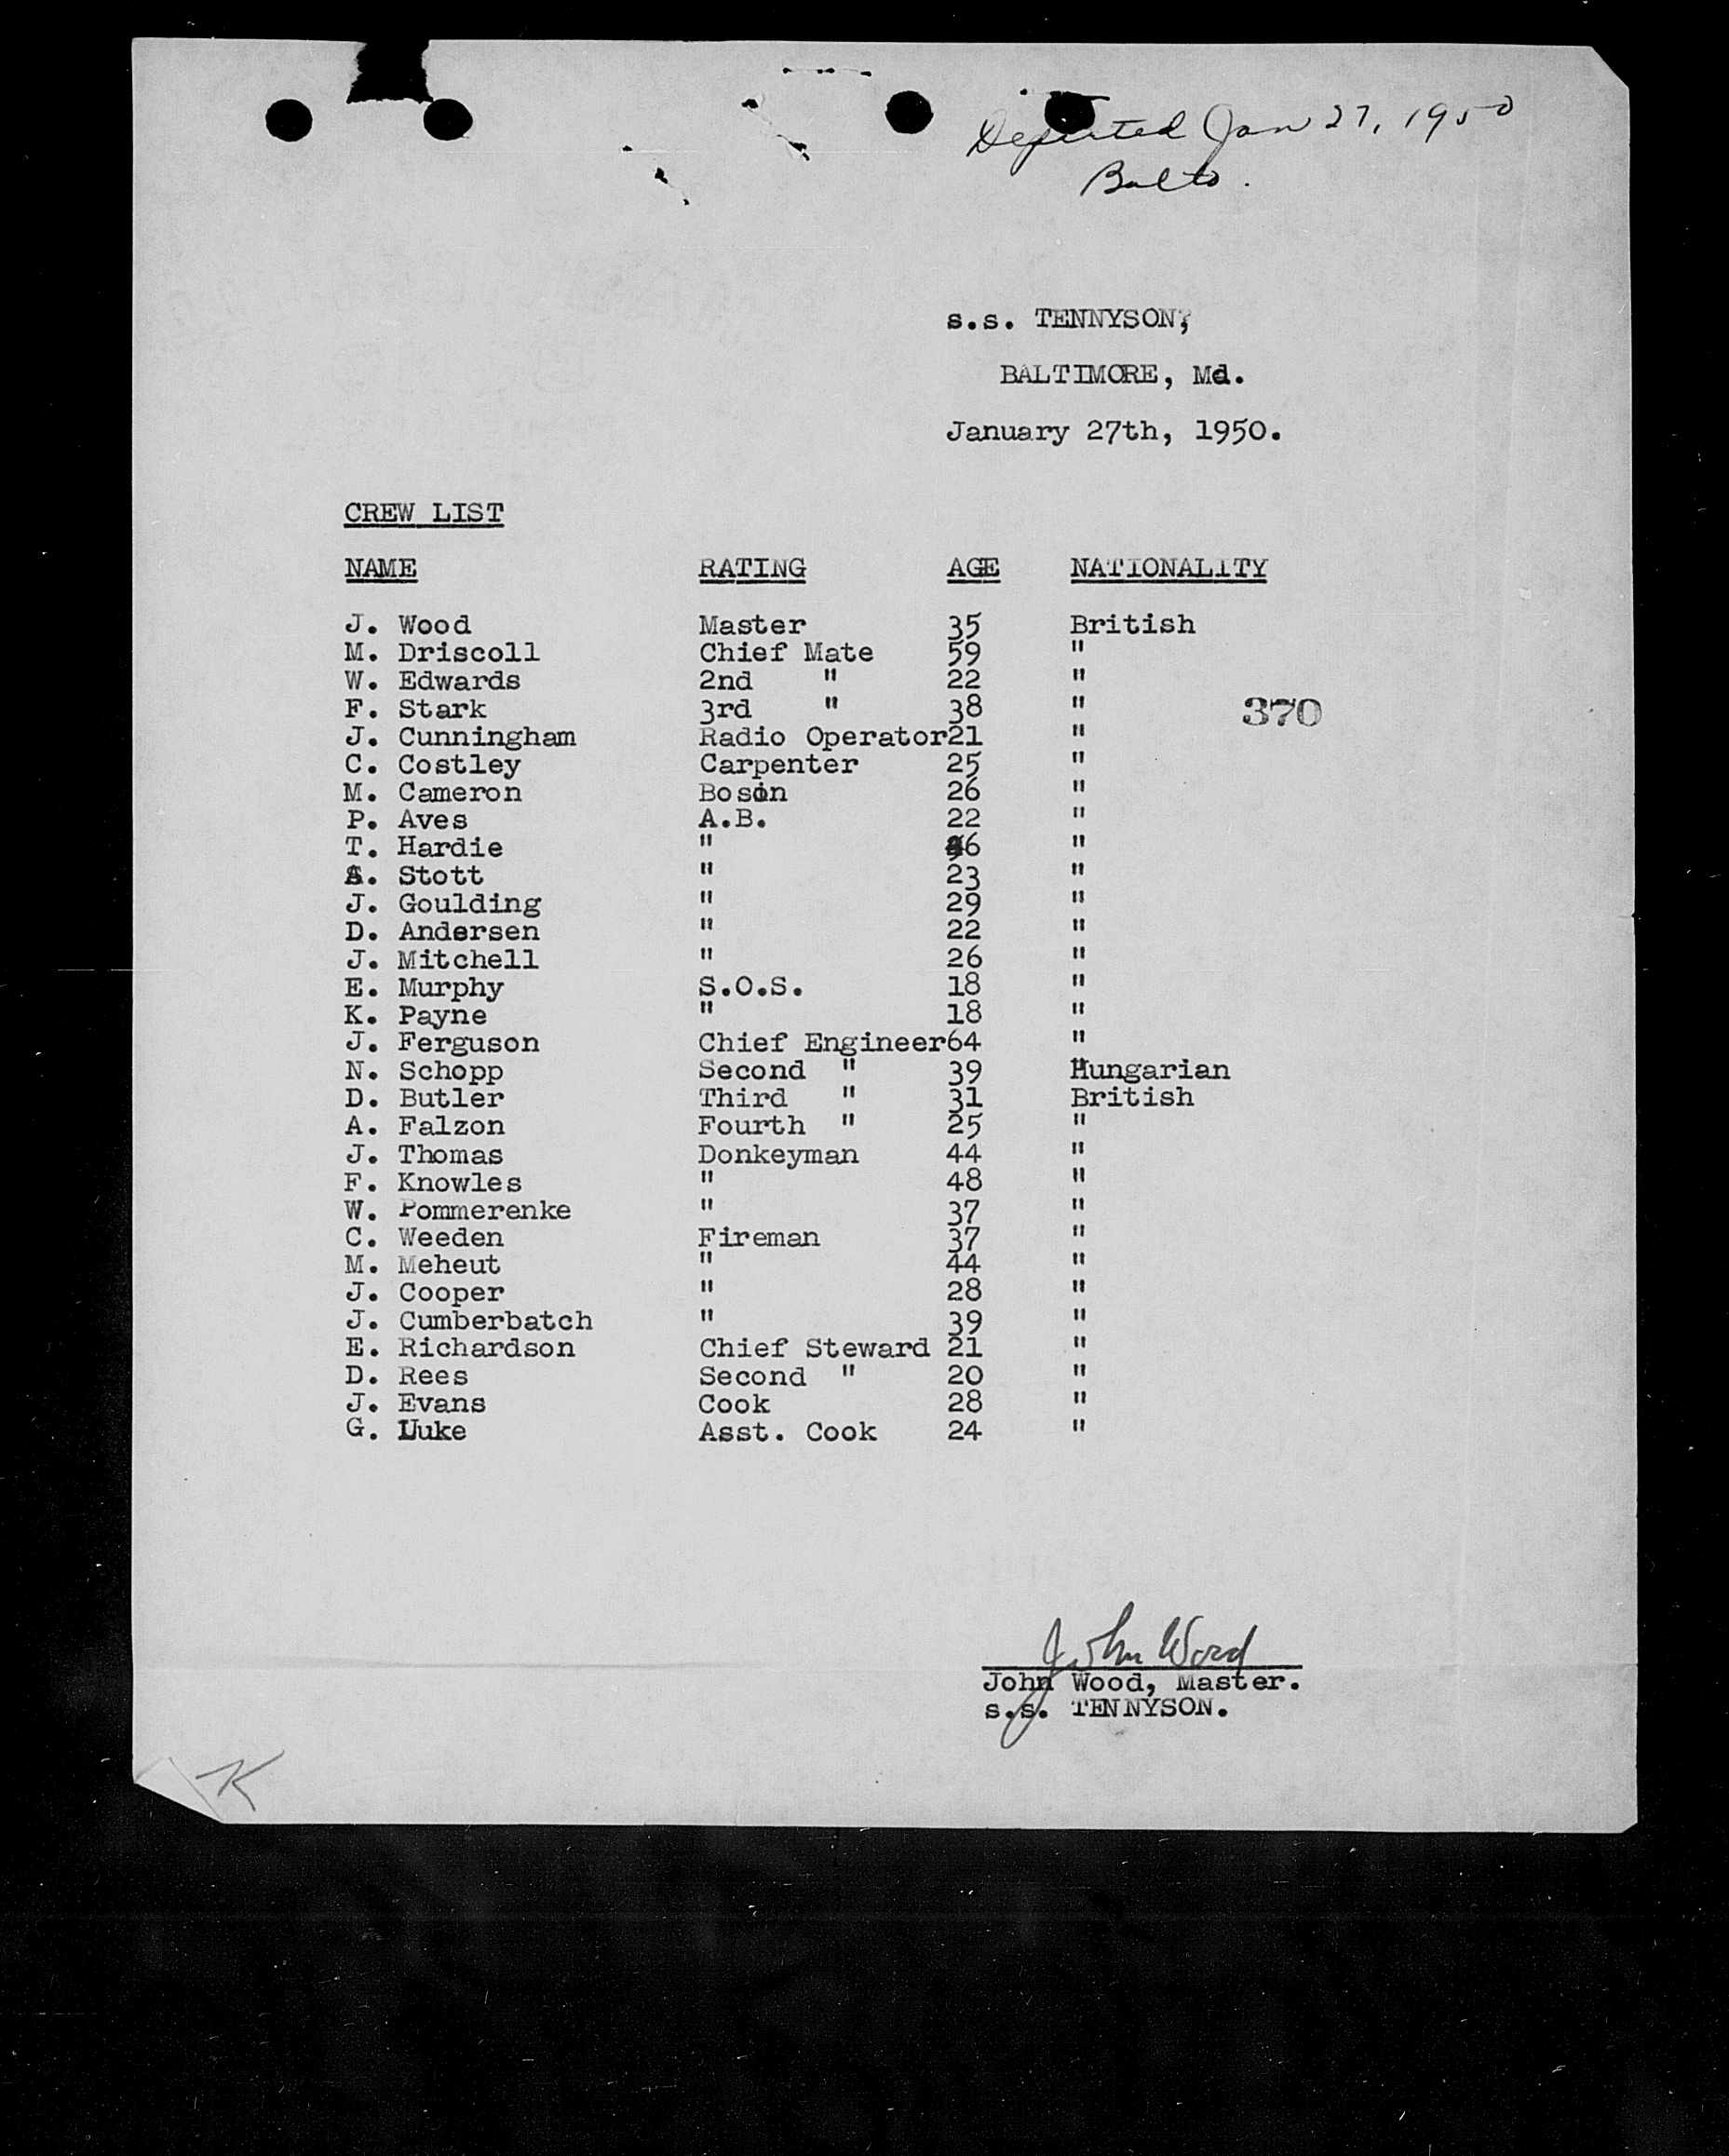 Departed Jan 27, 1950
Balto.
s.s. TENNYSON,
BALTIMORE, Md.
January 27th, 1950.
CREW LIST
NAME RATING AGE NATIONALITY
J. Wood Master 35 British
M. Driscoll Chief Mate 59 "
W. Edwards 2nd " 22 "
F. Stark 3rd " 38 "
370
J. Cunningham Radio Operator 21 "
C. Costley Carpenter 25 "
M. Cameron Bosin 26 "
P. Aves A.B. 22 "
T. Hardie " "
Stott " 23 "
J. Goulding " 29 "
D. Andersen " 22 "
J. Mitchell " 26 "
E. Murphy S.O.S. 18 "
K. Payne " 18 "
J. Ferguson Chief Engineer 64 "
N. Schopp Second " 39 Hungarian
D. Butler Third " 31 British
A. Falzon Fourth " 25 "
J. Thomas Donkeyman 44 "
F. Knowles " 48 "
W. Pommerenke " 37 "
C. Weeden Fireman 37 "
M. Meheut " 44 "
J. Cooper " 28 "
J. Cumberbatch " 39 "
E. Richardson Chief Steward 21 "
D. Rees Second " 20 "
J. Evans Cook 28 "
G. Asst. Cook 24 "
John Wood
John Wood, Master.
s.s. TENNYSON.
K